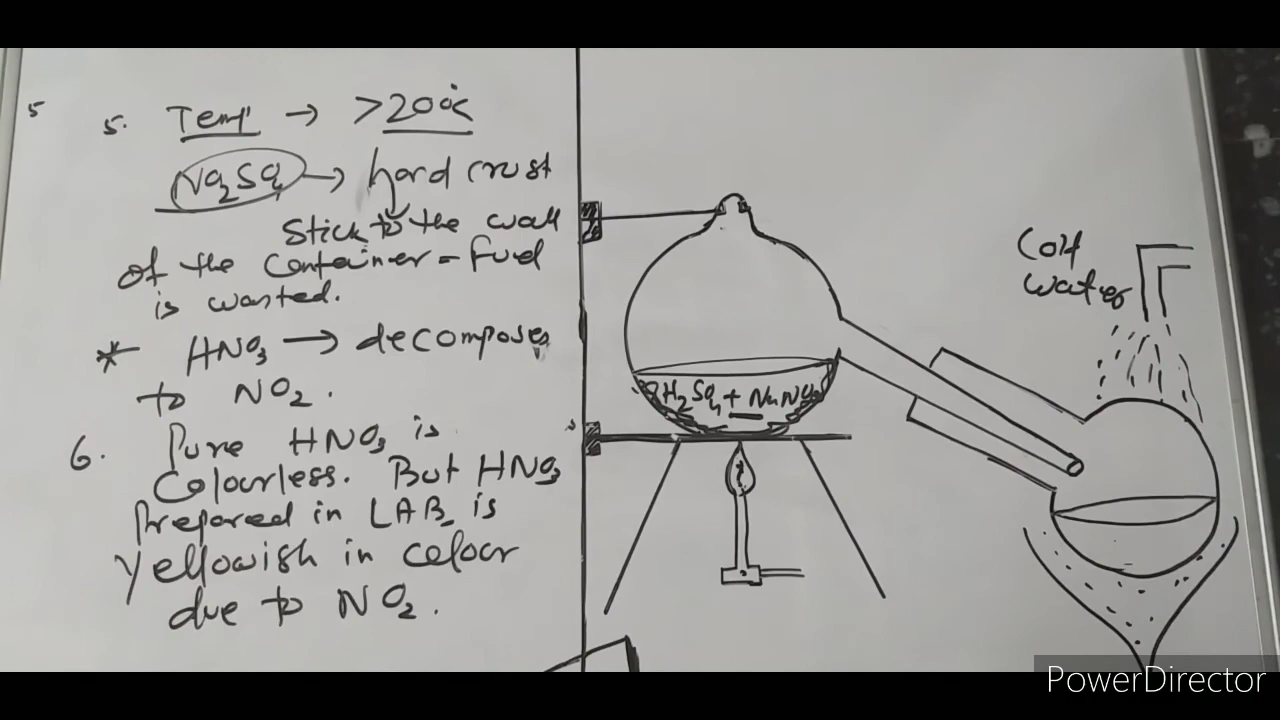 5
5. Temp → >200°C
Na2SO4 → hard crust
stick to the wall
of the container - fuel
is wasted.
* HNO3 → decomposes
to NO2.
6. Pure HNO3 is
Colourless. But HNO3
Prepared in LAB is
Yellowish in colour
due to NO2.
H2SO4 + NaNO3
Cold
water
PowerDirector